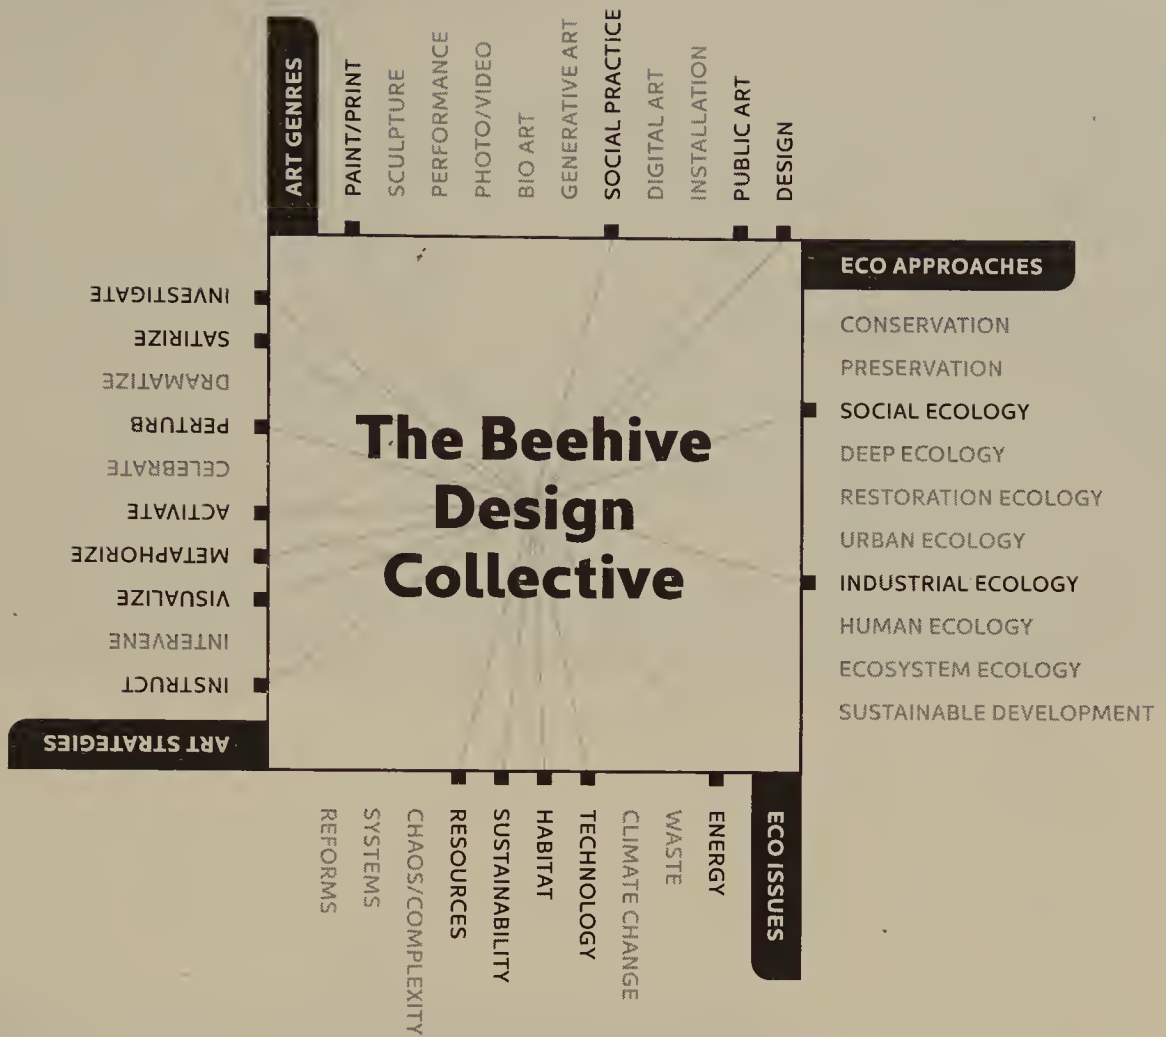 ART GENRES
PAINT/PRINT
SCULPTURE
PERFORMANCE
PHOTO/VIDEO
BIO ART
GENERATIVE ART
SOCIAL PRACTICE
DIGITAL ART
INSTALLATION
PUBLIC ART
DESIGN
ECO APPROACHES
CONSERVATION
PRESERVATION
SOCIAL ECOLOGY
DEEP ECOLOGY
RESTORATION ECOLOGY
URBAN ECOLOGY
INDUSTRIAL ECOLOGY
HUMAN ECOLOGY
ECOSYSTEM ECOLOGY
SUSTAINABLE DEVELOPMENT
ECO ISSUES
ENERGY
WASTE
CLIMATE CHANGE
TECHNOLOGY
HABITAT
SUSTAINABILITY
RESOURCES
CHAOS/COMPLEXITY
SYSTEMS
REFORMS
ART STRATEGIES
INSTRUCT
INTERVENE
VISUALIZE
METAPHORIZE
ACTIVATE
CELEBRATE
PERTURB
DRAMATIZE
SATIRIZE
INVESTIGATE
The Beehive
Design
Collective